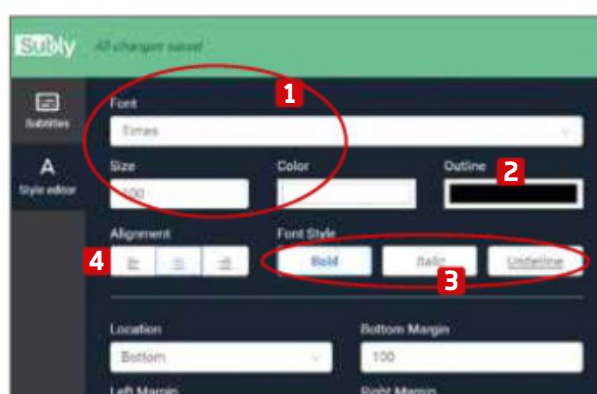 Subly All changes saved
Subtitles
Style editor
1
Font
Times
Size Color Outline
100
2
Alignment Font Style
4
Bold Italic Underline
3
Location Bottom Margin
Bottom 100
Left Margin Right Margin